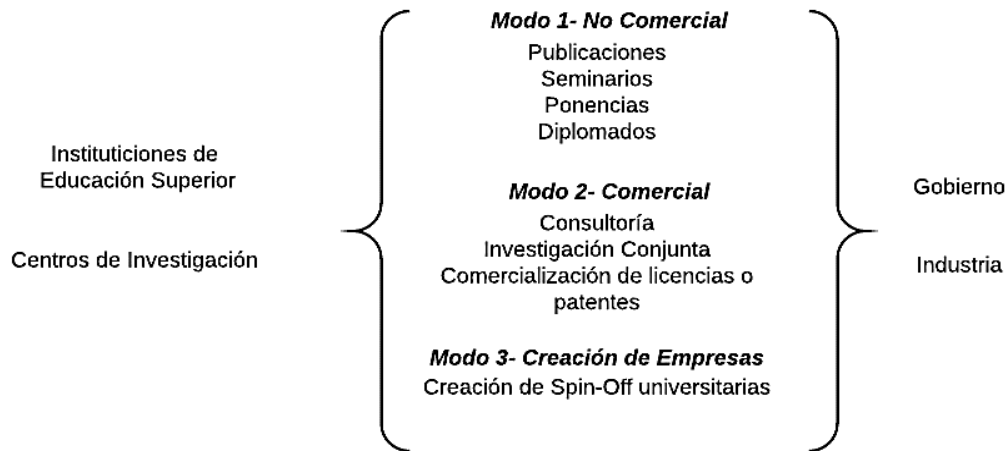 Instituticiones de
Educación Superior
Centros de Investigación
Modo 1- No Comercial
Publicaciones
Seminarios
Ponencias
Diplomados
Modo 2- Comercial
Consultoría
Investigación Conjunta
Comercialización de licencias o
patentes
Modo 3- Creación de Empresas
Creación de Spin-Off universitarias
Gobierno
Industria